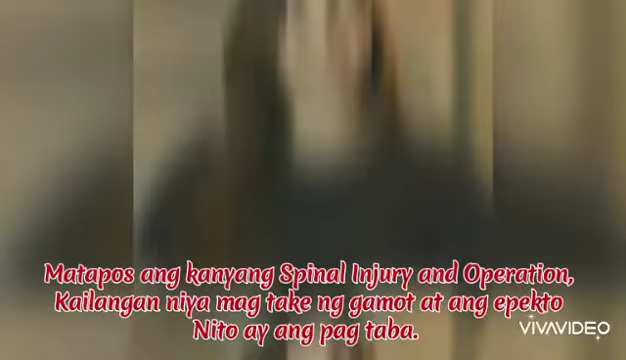 Matapos ang kanyang Spinal Injury and Operation,
Kailangan niya mag take ng gamot at ang epekto
Nito ay ang pag taba.
VIVAVIDEO